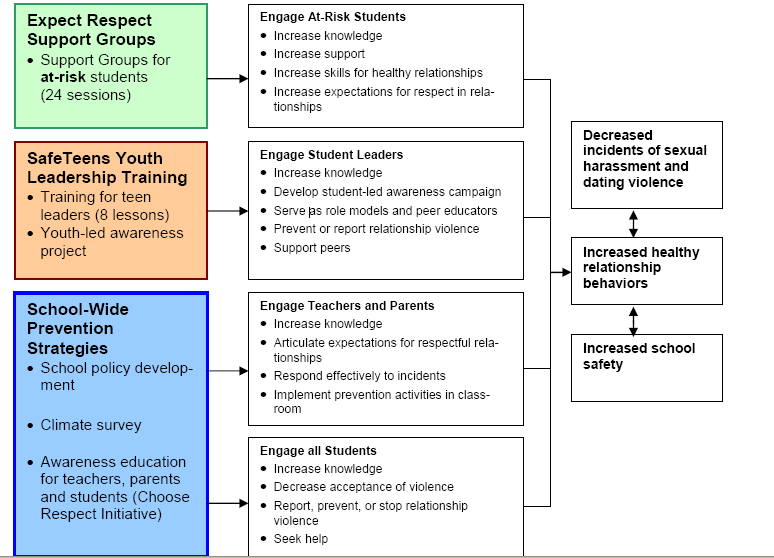 Expect Respect
Support Groups
• Support Groups for
at-risk students
(24 sessions)
Engage At-Risk Students
• Increase knowledge
• Increase support
• Increase skills for healthy relationships
• Increase expectations for respect in rela-
tionships
SafeTeens Youth
Leadership Training
• Training for teen
leaders (8 lessons)
• Youth-led awareness
project
Engage Student Leaders
• Increase knowledge
• Develop student-led awareness campaign
• Serve as role models and peer educators
• Prevent or report relationship violence
• Support peers
School-Wide
Prevention
Strategies
• School policy develop-
ment
• Climate survey
• Awareness education
for teachers, parents
and students (Choose
Respect Initiative)
Engage Teachers and Parents
• Increase knowledge
• Articulate expectations for respectful rela-
tionships
• Respond effectively to incidents
• Implement prevention activities in class-
room
Engage all Students
• Increase knowledge
• Decrease acceptance of violence
• Report, prevent, or stop relationship
violence
• Seek help
Decreased
incidents of sexual
harassment and
dating violence
Increased healthy
relationship
behaviors
Increased school
safety